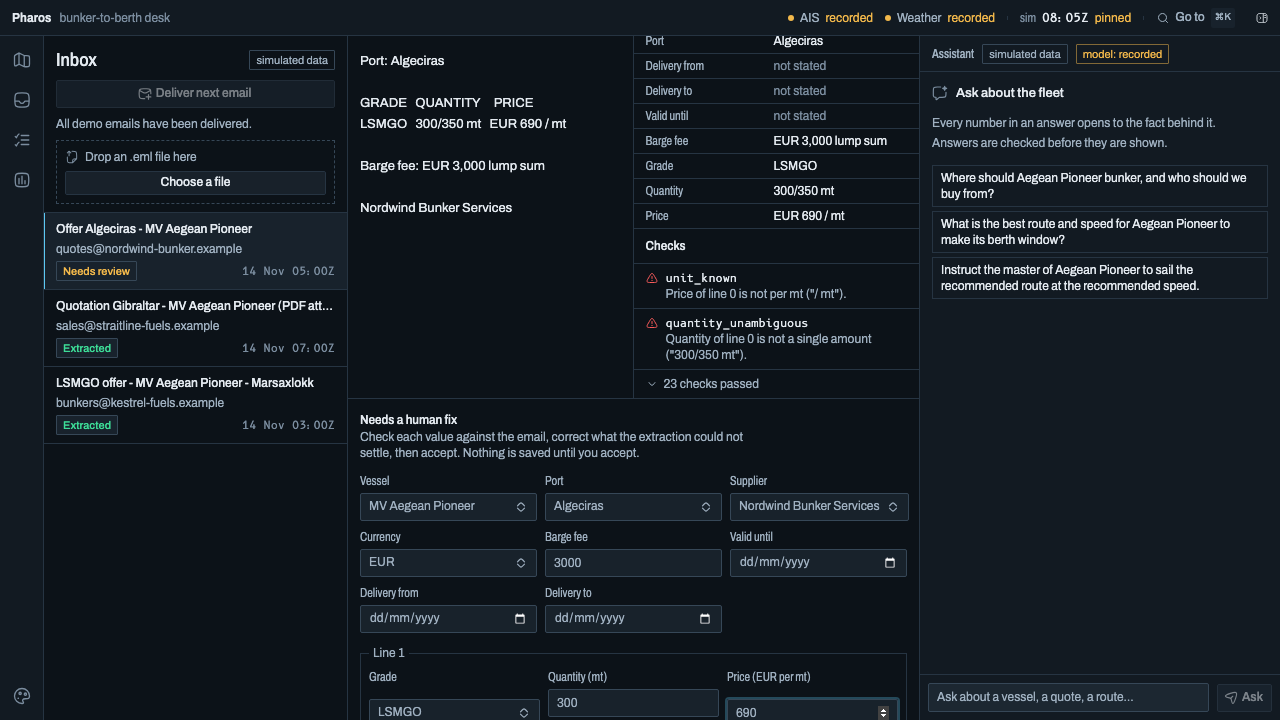 Pharos bunker-to-berth desk
AIS recorded Weather recorded sim 08:05Z pinned Go to ⌘K
Inbox simulated data
Deliver next email
All demo emails have been delivered.
Drop an .eml file here
Choose a file
Offer Algeciras - MV Aegean Pioneer
quotes@nordwind-bunker.example
Needs review 14 Nov 05:00Z
Quotation Gibraltar - MV Aegean Pioneer (PDF att...
sales@straitline-fuels.example
Extracted 14 Nov 07:00Z
LSMGO offer - MV Aegean Pioneer - Marsaxlokk
bunkers@kestrel-fuels.example
Extracted 14 Nov 03:00Z
Port: Algeciras
GRADE QUANTITY PRICE
LSMGO 300/350 mt EUR 690 / mt
Barge fee: EUR 3,000 lump sum
Nordwind Bunker Services
Port Algeciras
Delivery from not stated
Delivery to not stated
Valid until not stated
Barge fee EUR 3,000 lump sum
Grade LSMGO
Quantity 300/350 mt
Price EUR 690 / mt
Checks
unit_known
Price of line 0 is not per mt ("/ mt").
quantity_unambiguous
Quantity of line 0 is not a single amount
("300/350 mt").
23 checks passed
Needs a human fix
Check each value against the email, correct what the extraction could not
settle, then accept. Nothing is saved until you accept.
Vessel Port Supplier
MV Aegean Pioneer Algeciras Nordwind Bunker Services
Currency Barge fee Valid until
EUR 3000 dd/mm/yyyy
Delivery from Delivery to
dd/mm/yyyy dd/mm/yyyy
Line 1
Grade Quantity (mt) Price (EUR per mt)
LSMGO 300 690
Assistant simulated data model: recorded
Ask about the fleet
Every number in an answer opens to the fact behind it.
Answers are checked before they are shown.
Where should Aegean Pioneer bunker, and who should we
buy from?
What is the best route and speed for Aegean Pioneer to
make its berth window?
Instruct the master of Aegean Pioneer to sail the
recommended route at the recommended speed.
Ask about a vessel, a quote, a route... Ask